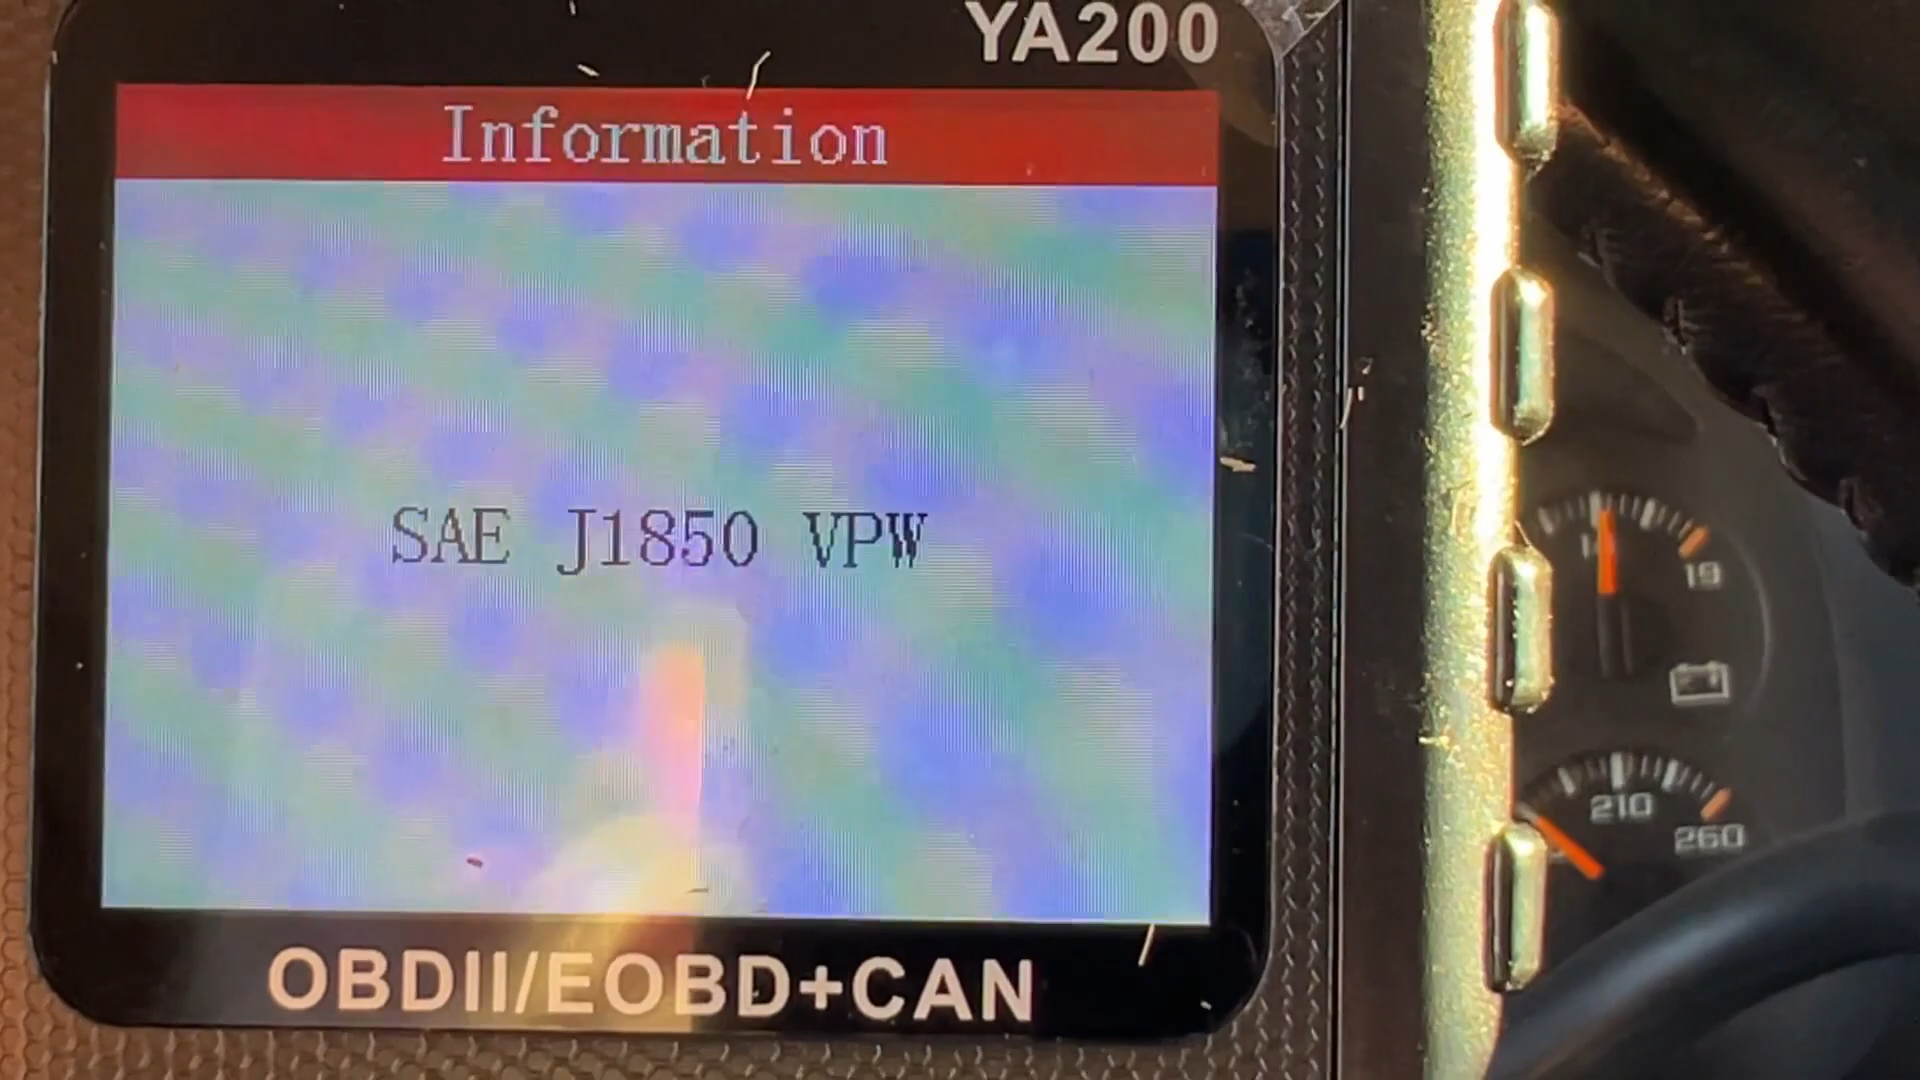 YA200
Information
SAE J1850 VPW
OBDII/EOBD+CAN
19
210
260